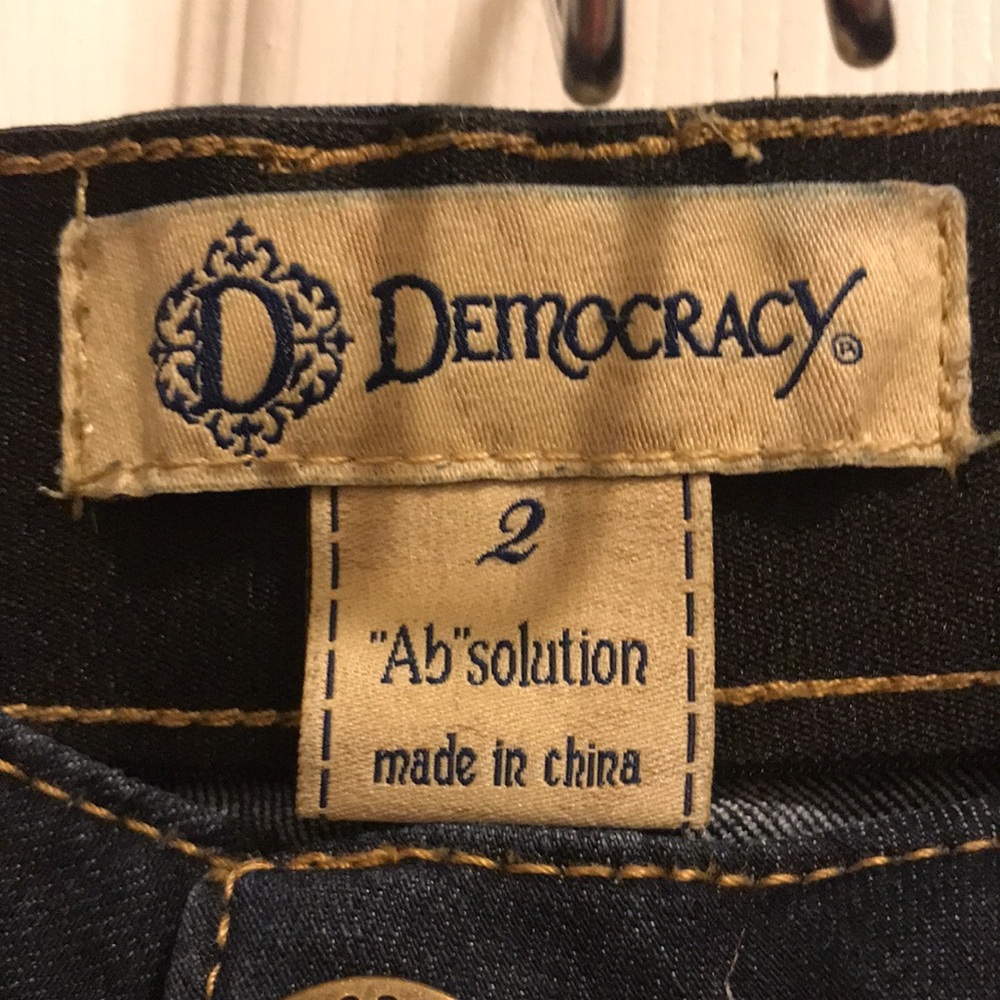 D DEMOCRACY®
2
"Ab"solution
made in china